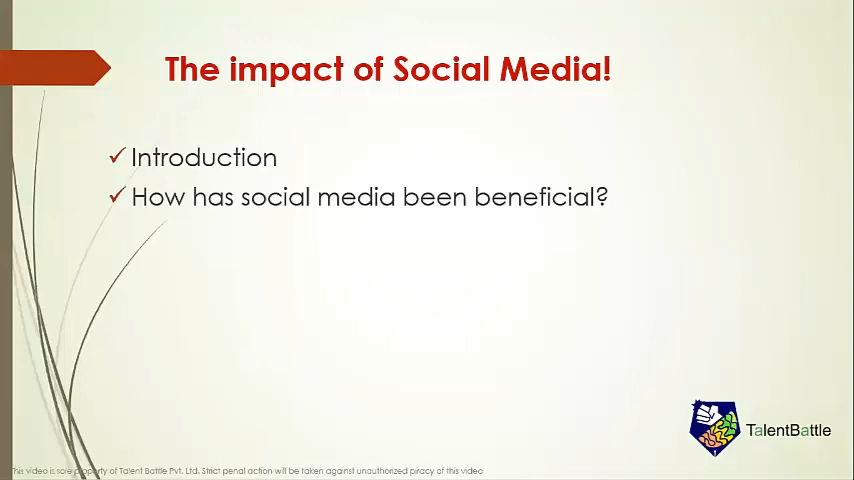 The impact of Social Media!
Introduction
How has social media been beneficial?
TalentBattle
This video is sole property of Talent Battle Pvt. Ltd. Strict penal action will be taken against unauthorized piracy of this video